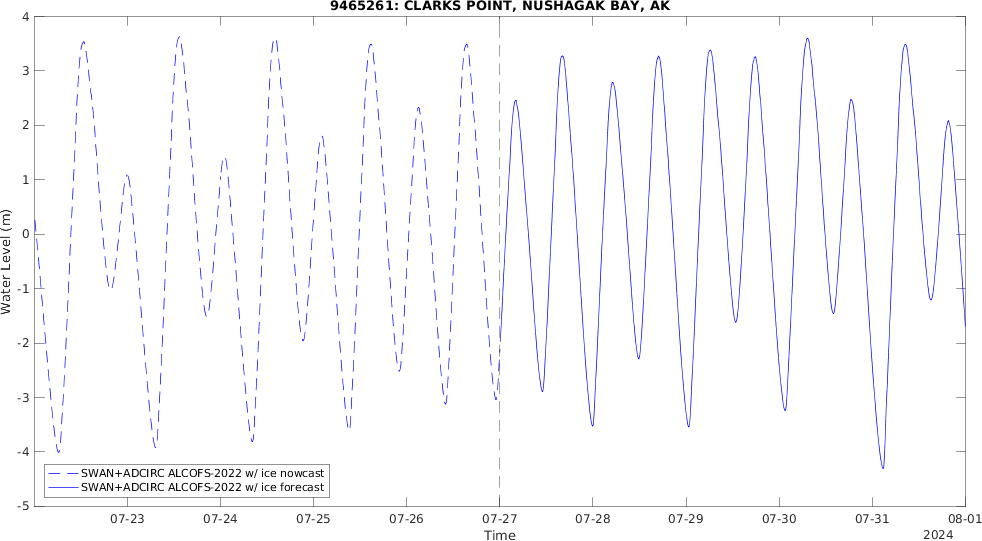 9465261: CLARKS POINT, NUSHAGAK BAY, AK
Water Level (m)
4
3
2
1
0
-1
-2
-3
-4
-5
SWAN+ADCIRC ALCOFS-2022 w/ ice nowcast
SWAN+ADCIRC ALCOFS-2022 w/ ice forecast
07-23 07-24 07-25 07-26 07-27 07-28 07-29 07-30 07-31 08-01
Time
2024